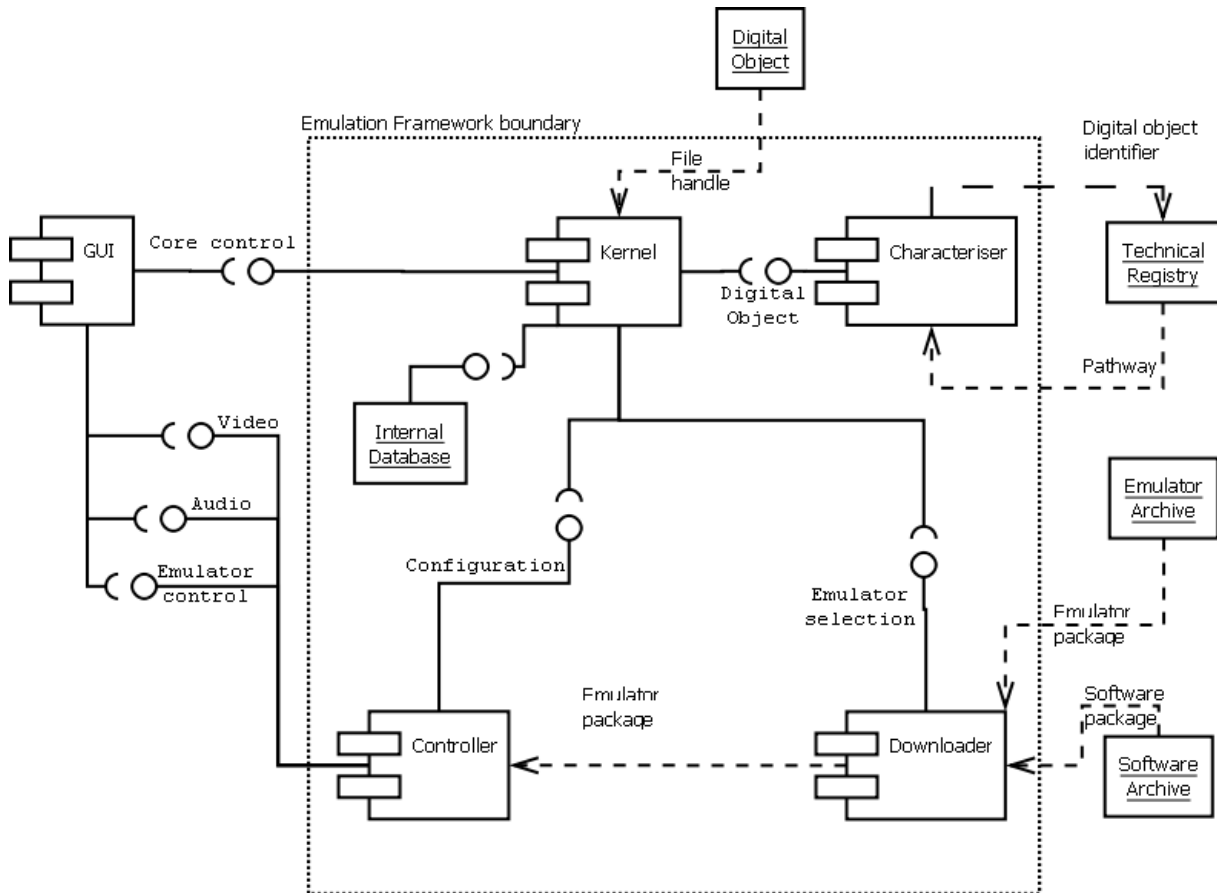 Digital
Object
Emulation Framework boundary
Digital object
identifier
File
handle
GUI
Core control
Kernel
Characteriser
Technical
Registry
Digital
Object
Pathway
Video
Internal
Database
Emulator
Archive
Audio
Configuration
Emulator
control
Emulator
selection
Emulator
package
Emulator
package
Software
package
Controller
Downloader
Software
Archive